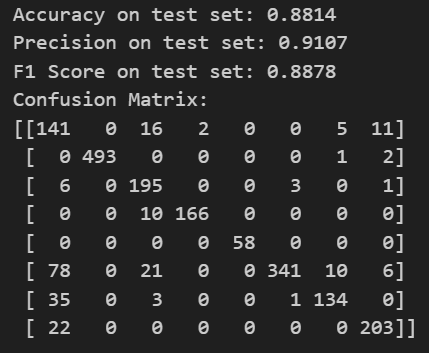 Accuracy on test set: 0.8814
Precision on test set: 0.9107
F1 Score on test set: 0.8878
Confusion Matrix:
[[141   0  16   2   0   0   5  11]
 [  0 493   0   0   0   0   1   2]
 [  6   0 195   0   0   3   0   1]
 [  0   0  10 166   0   0   0   0]
 [  0   0   0   0  58   0   0   0]
 [ 78   0  21   0   0 341  10   6]
 [ 35   0   3   0   0   1 134   0]
 [ 22   0   0   0   0   0   0 203]]